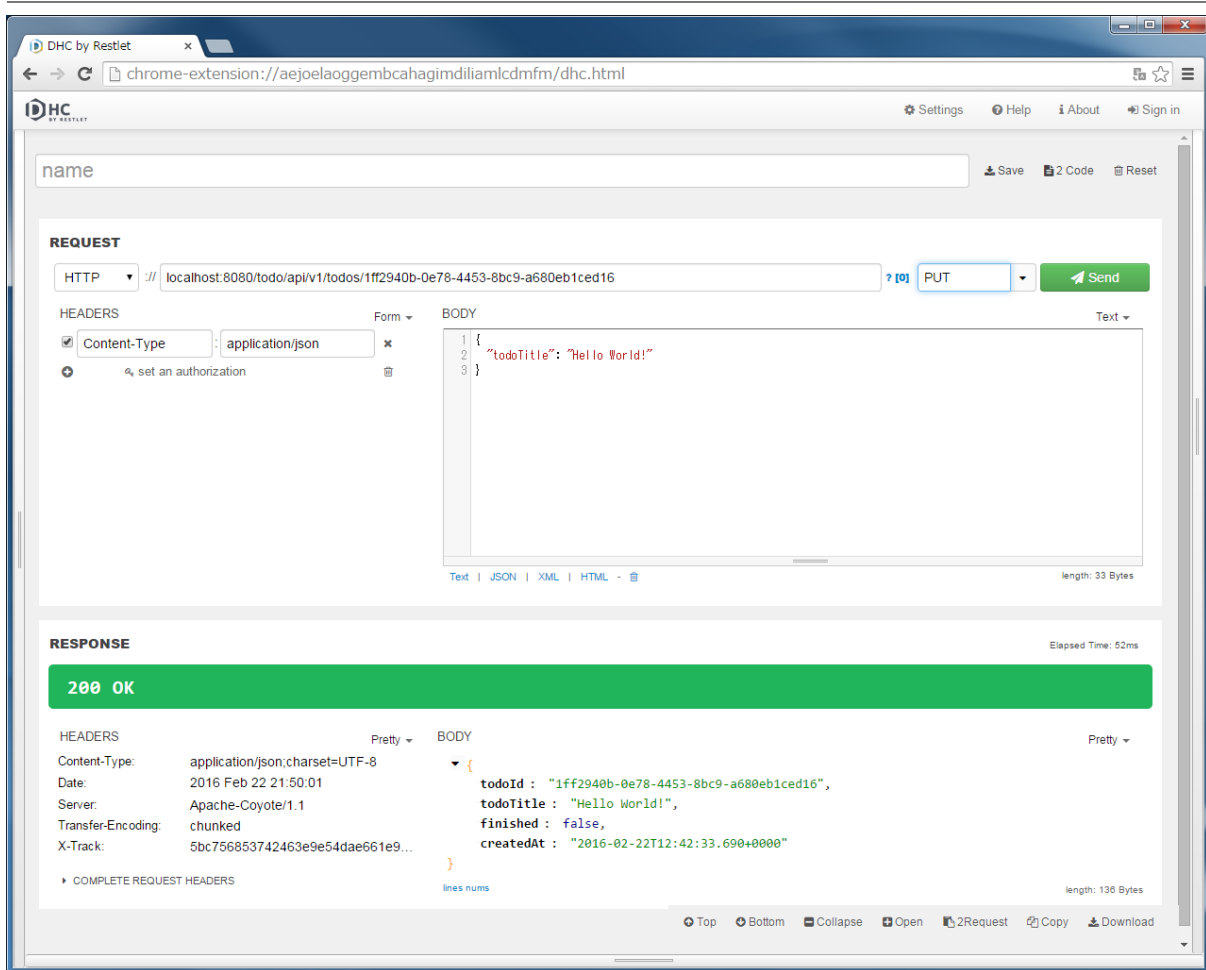 DHC by Restlet
chrome-extension://aejoelaoggembcahagimdiliamlcdmfm/dhc.html
DHC
BY RESTLET
Settings Help About Sign in
name
Save 2 Code Reset
REQUEST
HTTP :// localhost:8080/todo/api/v1/todos/1ff2940b-0e78-4453-8bc9-a680eb1ced16 ? [0] PUT Send
HEADERS Form BODY Text
Content-Type : application/json
set an authorization
1 {
2 "todoTitle": "Hello World!"
3 }
Text | JSON | XML | HTML - length: 33 Bytes
RESPONSE Elapsed Time: 52ms
200 OK
HEADERS Pretty BODY Pretty
Content-Type: application/json;charset=UTF-8
Date: 2016 Feb 22 21:50:01
Server: Apache-Coyote/1.1
Transfer-Encoding: chunked
X-Track: 5bc756853742463e9e54dae661e9...
COMPLETE REQUEST HEADERS
{
todoId : "1ff2940b-0e78-4453-8bc9-a680eb1ced16",
todoTitle : "Hello World!",
finished : false,
createdAt : "2016-02-22T12:42:33.690+0000"
}
lines nums length: 136 Bytes
Top Bottom Collapse Open 2Request Copy Download